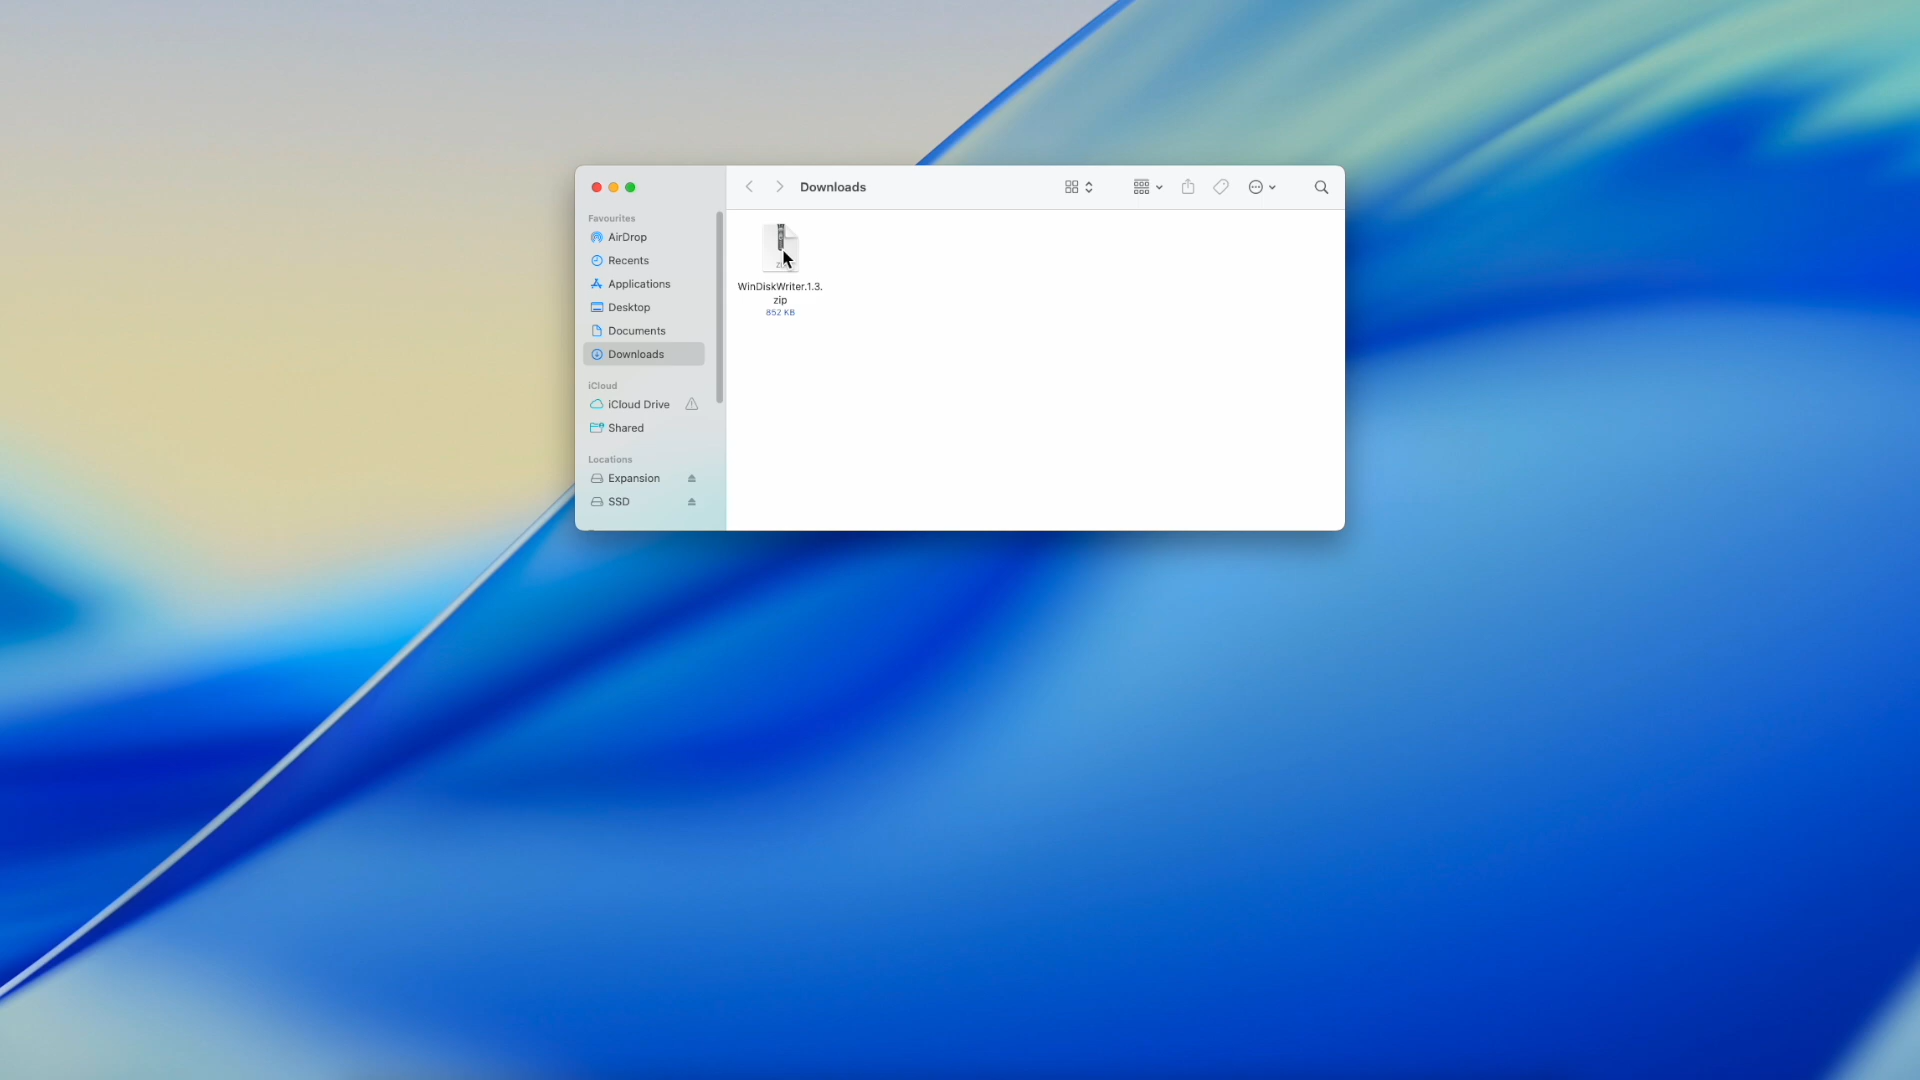 Downloads
Favourites
AirDrop
Recents
Applications
Desktop
Documents
Downloads
iCloud
iCloud Drive
Shared
Locations
Expansion
SSD
WinDiskWriter.1.3.
zip
852 KB